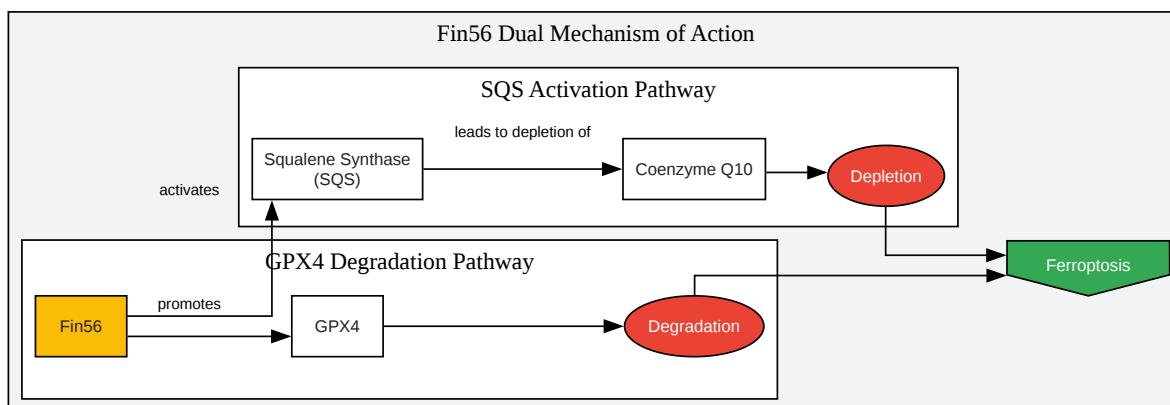 Fin56 Dual Mechanism of Action
SQS Activation Pathway
leads to depletion of
Squalene Synthase
(SQS)
Coenzyme Q10
Depletion
activates
GPX4 Degradation Pathway
Ferroptosis
promotes
Fin56
GPX4
Degradation